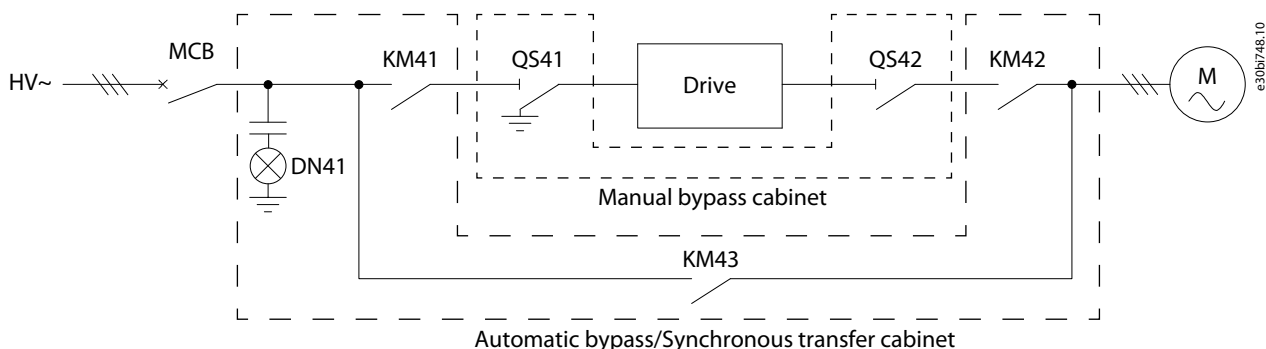 MCB
KM41
QS41
QS42
KM42
HV~
Drive
M
DN41
Manual bypass cabinet
KM43
Automatic bypass/Synchronous transfer cabinet
e30bi748.10